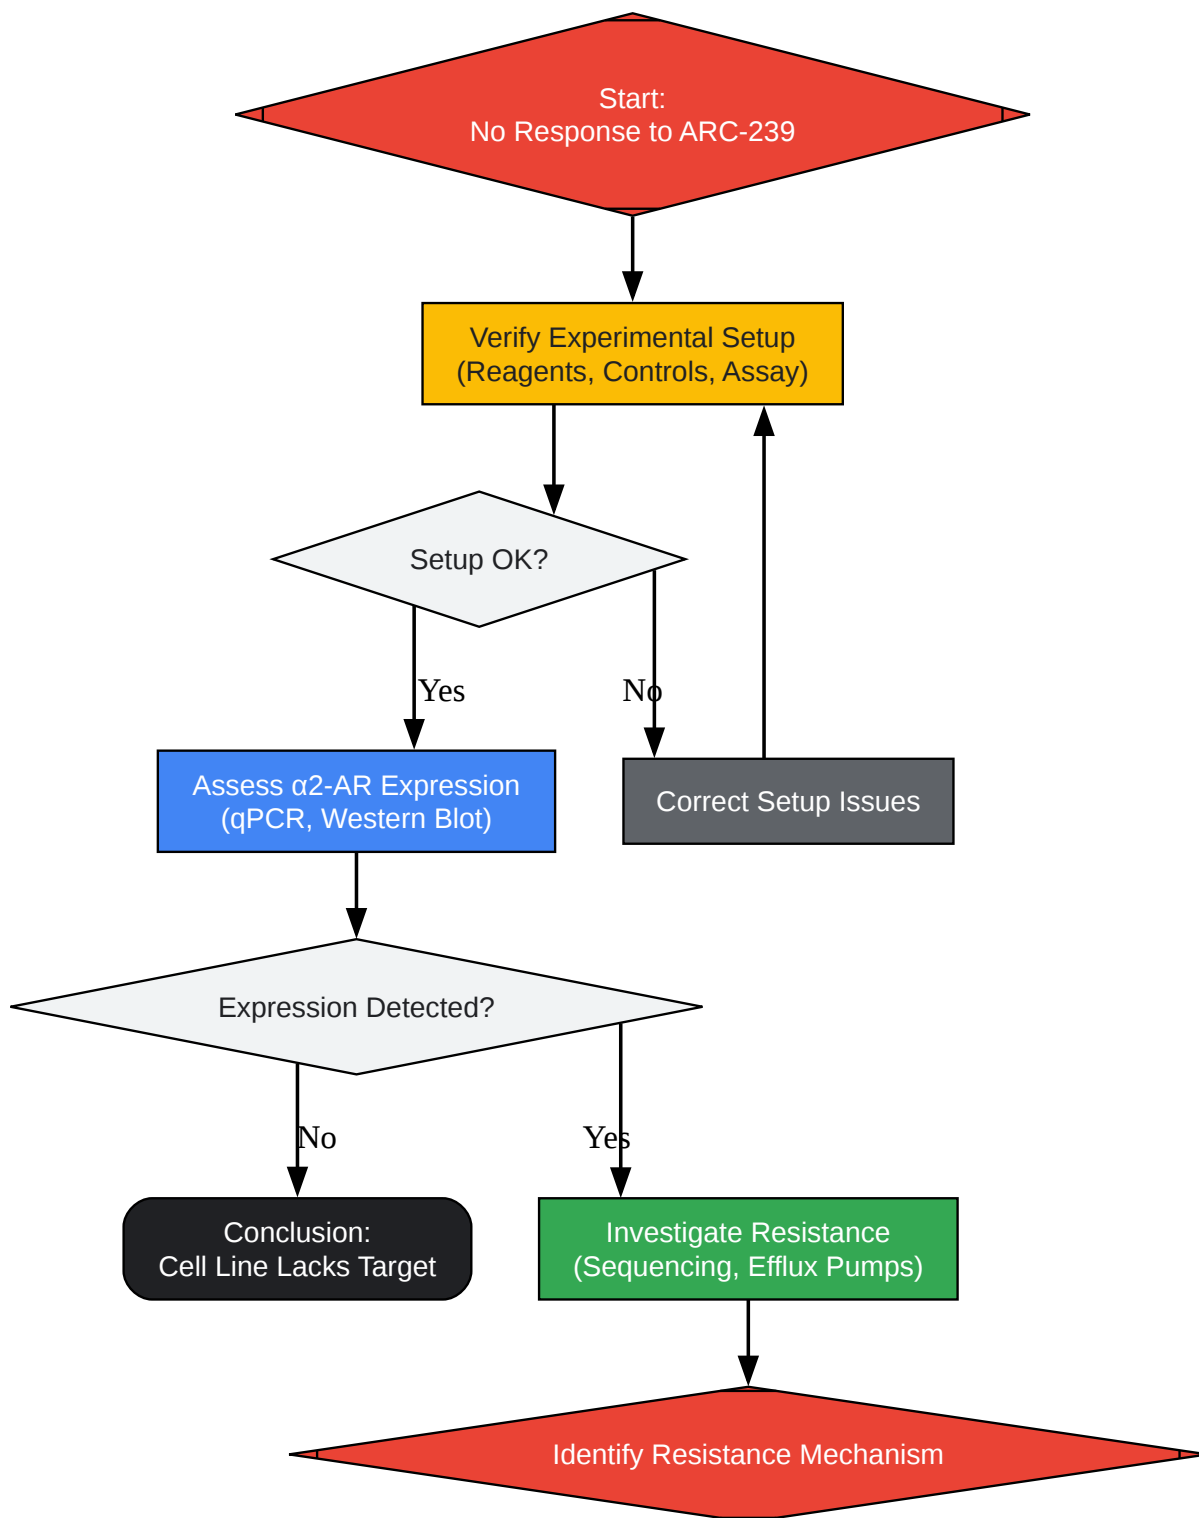 Start:
No Response to ARC-239
Verify Experimental Setup
(Reagents, Controls, Assay)
Setup OK?
Yes
No
Assess α2-AR Expression
(qPCR, Western Blot)
Correct Setup Issues
Expression Detected?
No
Yes
Conclusion:
Cell Line Lacks Target
Investigate Resistance
(Sequencing, Efflux Pumps)
Identify Resistance Mechanism